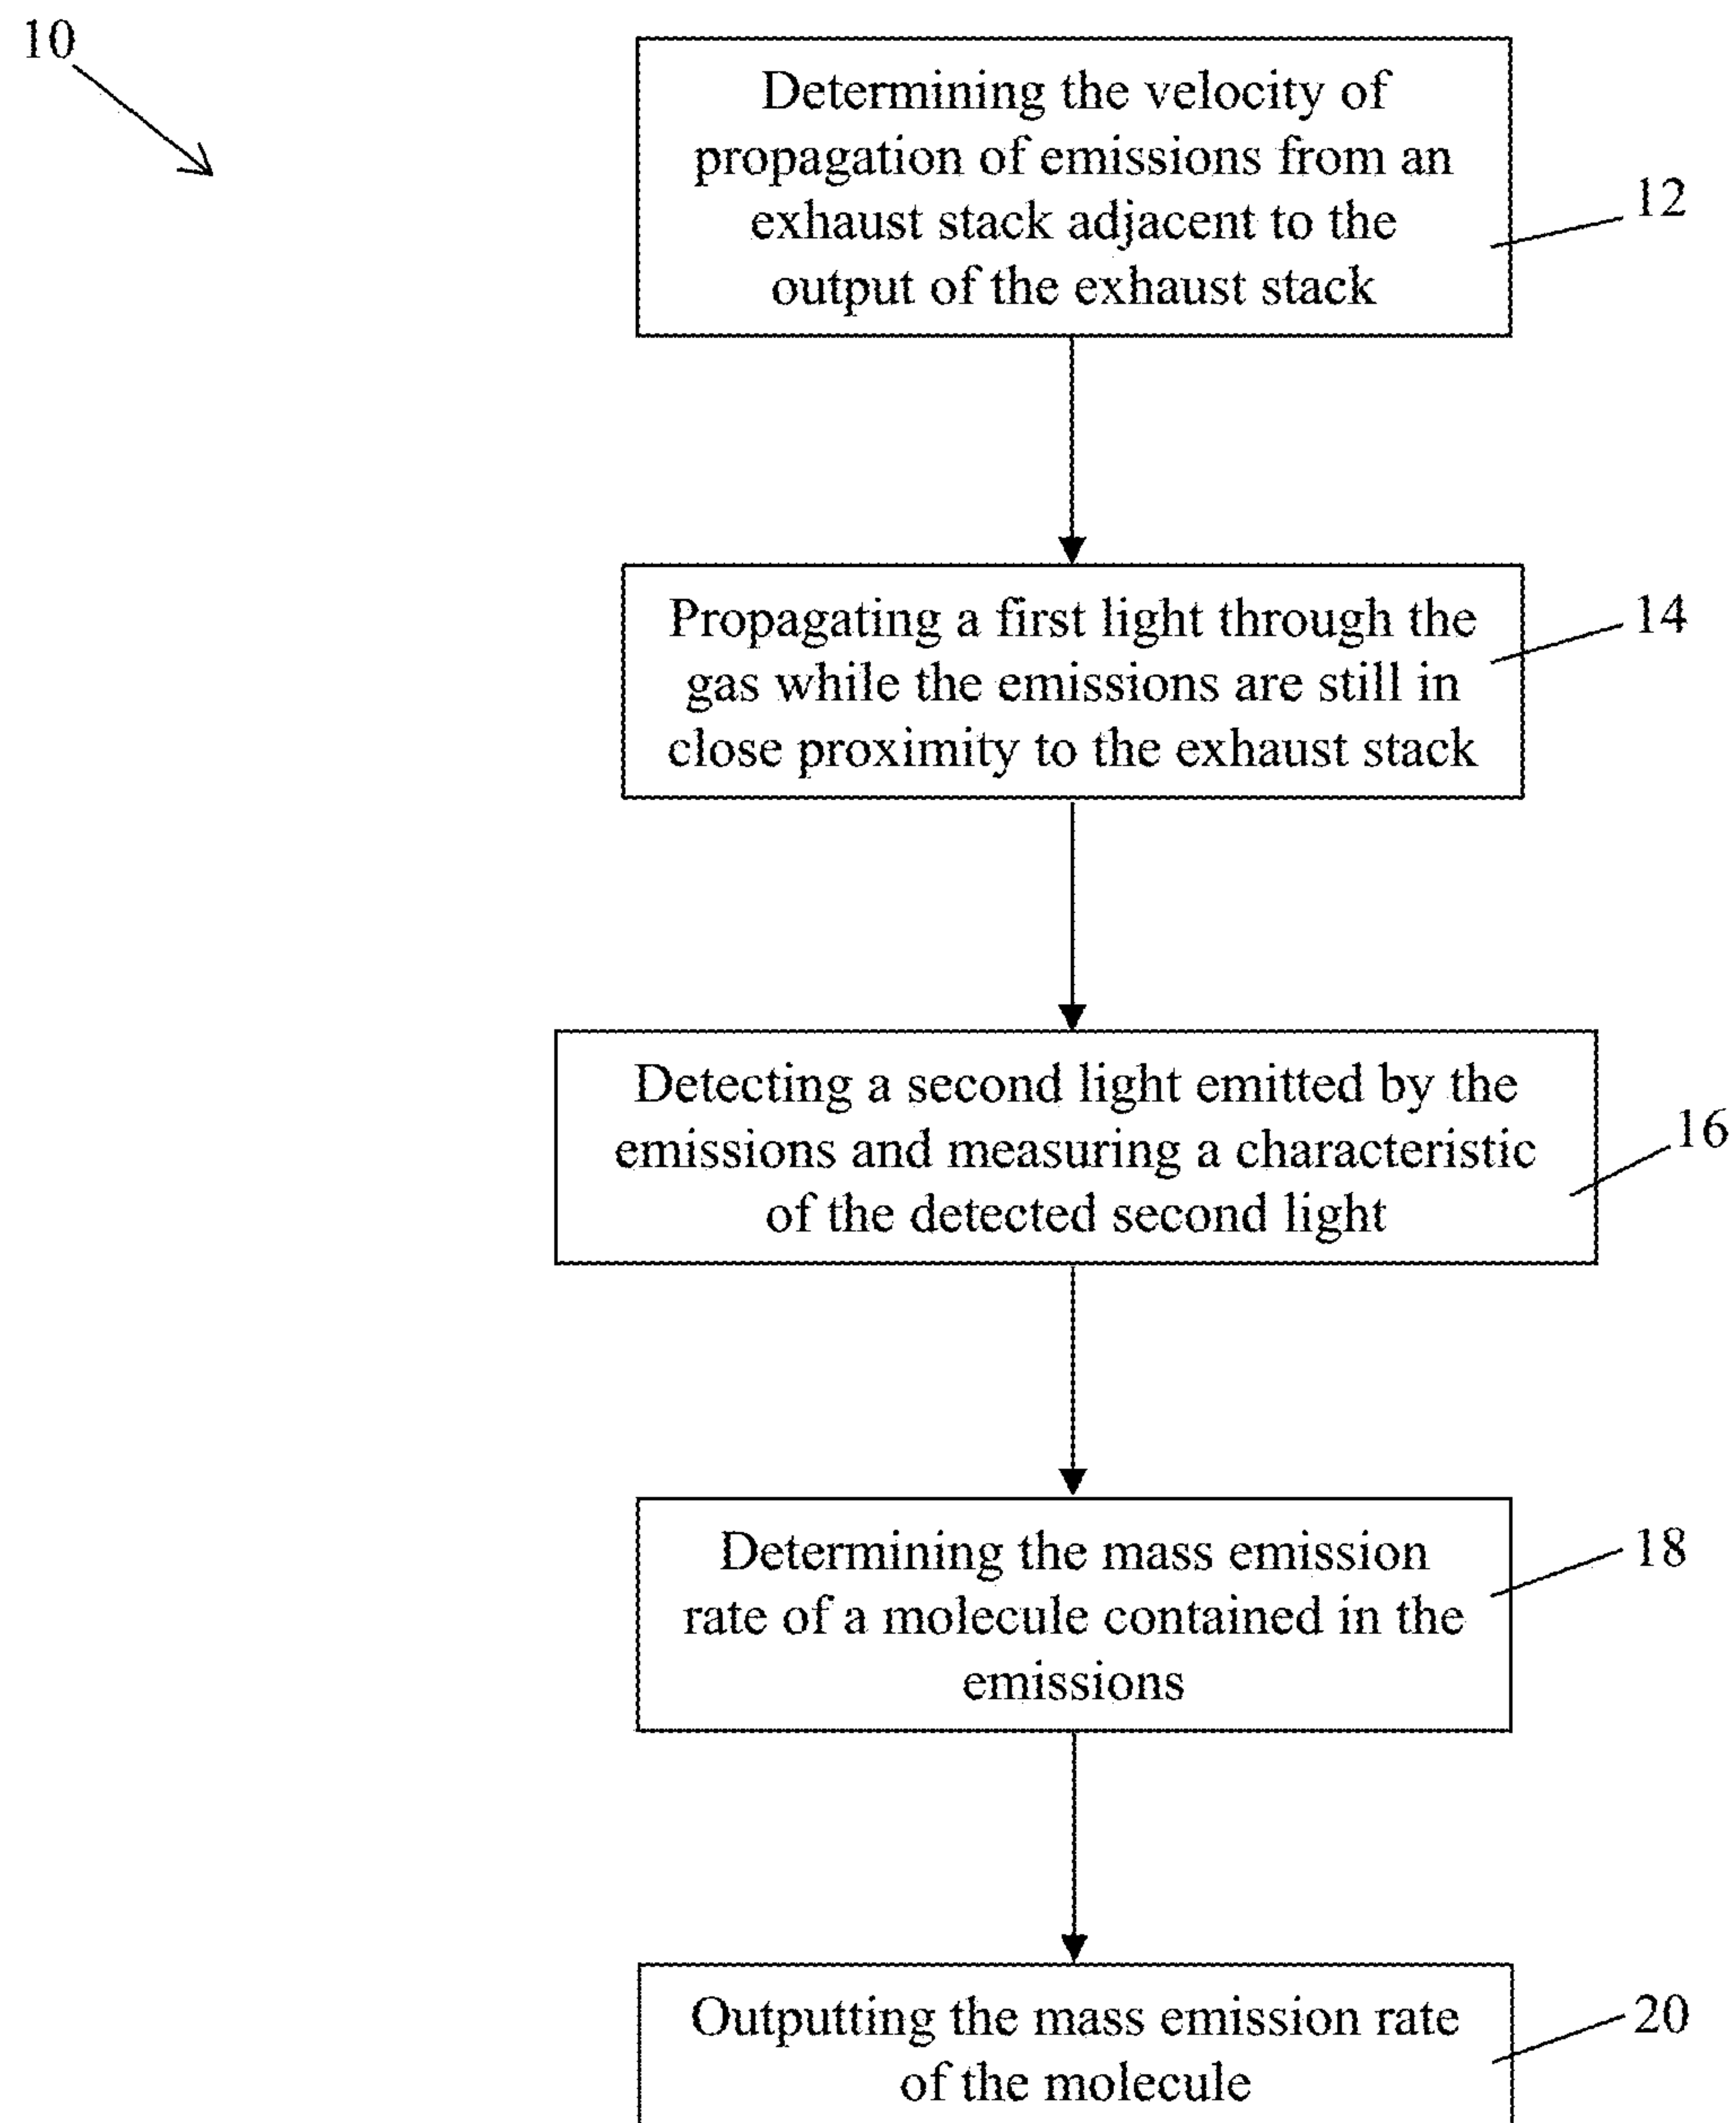 10
Determining the velocity of
propagation of emissions from an
exhaust stack adjacent to the
output of the exhaust stack
12
Propagating a first light through the
gas while the emissions are still in
close proximity to the exhaust stack
14
Detecting a second light emitted by the
emissions and measuring a characteristic
of the detected second light
16
Determining the mass emission
rate of a molecule contained in the
emissions
18
Outputting the mass emission rate
of the molecule
20